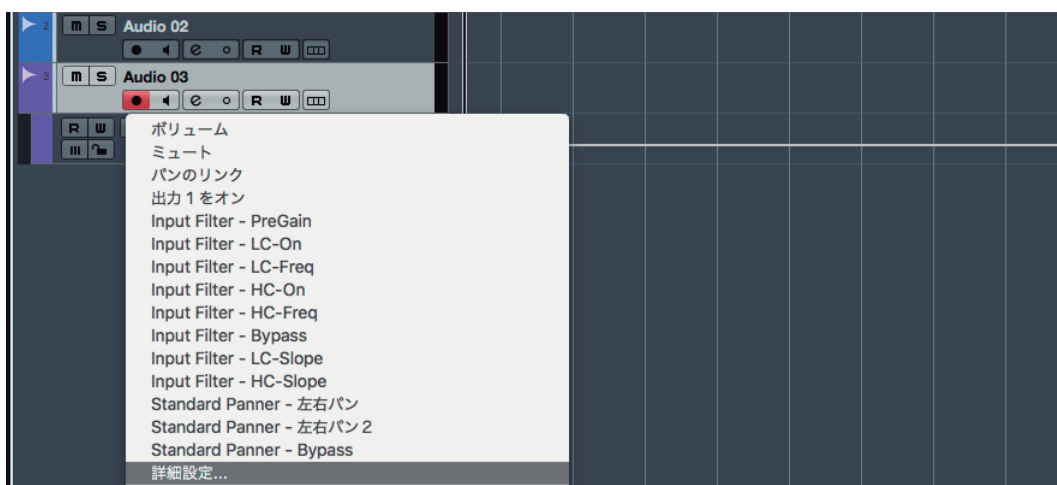 2 m S Audio 02
e R W
3 m S Audio 03
e R W
R W
ボリューム
ミュート
パンのリンク
出力 1 をオン
Input Filter - PreGain
Input Filter - LC-On
Input Filter - LC-Freq
Input Filter - HC-On
Input Filter - HC-Freq
Input Filter - Bypass
Input Filter - LC-Slope
Input Filter - HC-Slope
Standard Panner - 左右パン
Standard Panner - 左右パン 2
Standard Panner - Bypass
詳細設定...